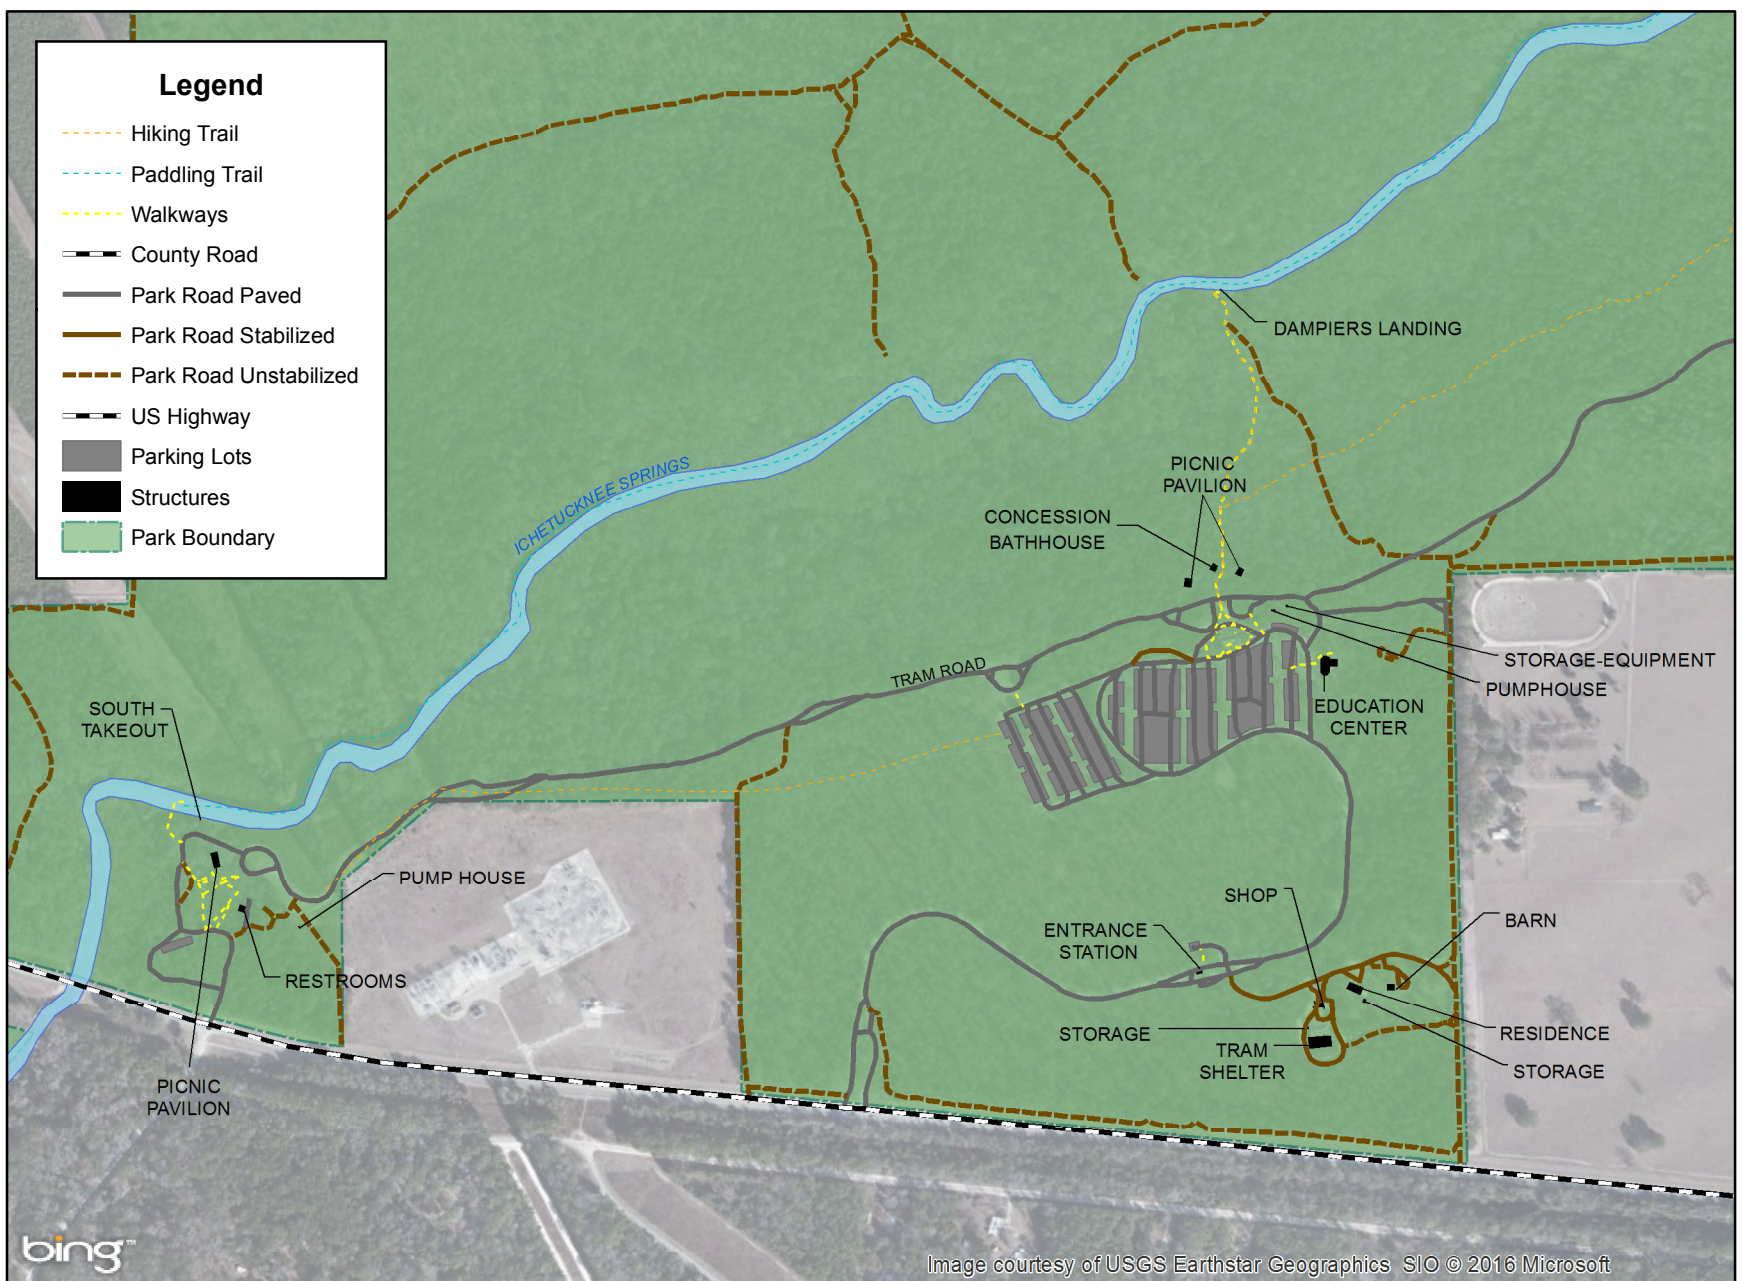 Legend
Hiking Trail
Paddling Trail
Walkways
County Road
Park Road Paved
Park Road Stabilized
Park Road Unstabilized
US Highway
Parking Lots
Structures
Park Boundary
DAMPIERS LANDING
ICHETUCKNEE SPRINGS
PICNIC
PAVILION
CONCESSION
BATHHOUSE
TRAM ROAD
STORAGE-EQUIPMENT
PUMPHOUSE
EDUCATION
CENTER
SOUTH
TAKEOUT
PUMP HOUSE
RESTROOMS
PICNIC
PAVILION
SHOP
BARN
ENTRANCE
STATION
STORAGE
TRAM
SHELTER
RESIDENCE
STORAGE
bing™
Image courtesy of USGS Earthstar Geographics SIO © 2016 Microsoft